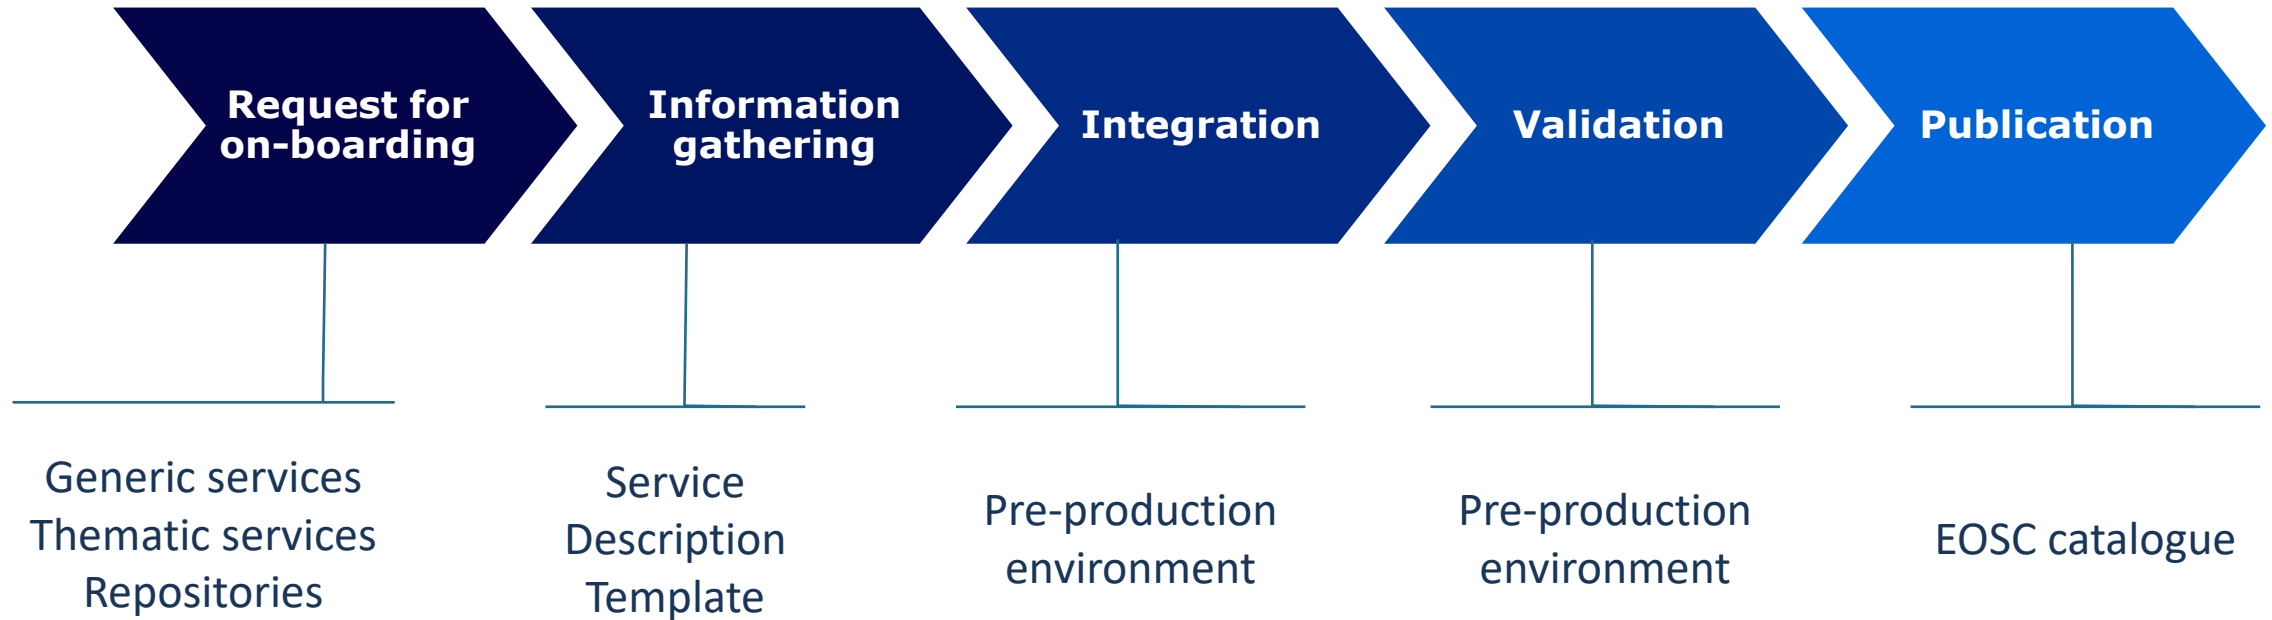 Request for
on-boarding
Information
gathering
Integration
Validation
Publication
Generic services
Thematic services
Repositories
Service
Description
Template
Pre-production
environment
Pre-production
environment
EOSC catalogue